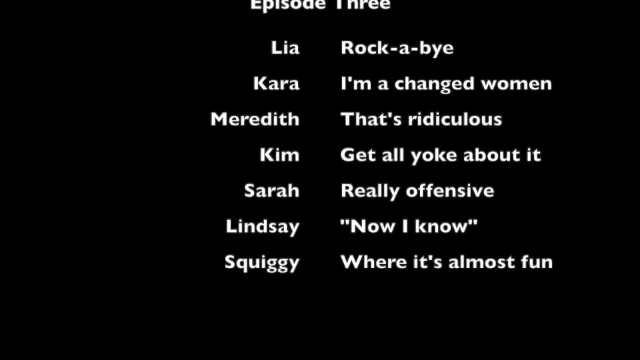 Episode Three
Lia Rock-a-bye
Kara I'm a changed women
Meredith That's ridiculous
Kim Get all yoke about it
Sarah Really offensive
Lindsay "Now I know"
Squiggy Where it's almost fun